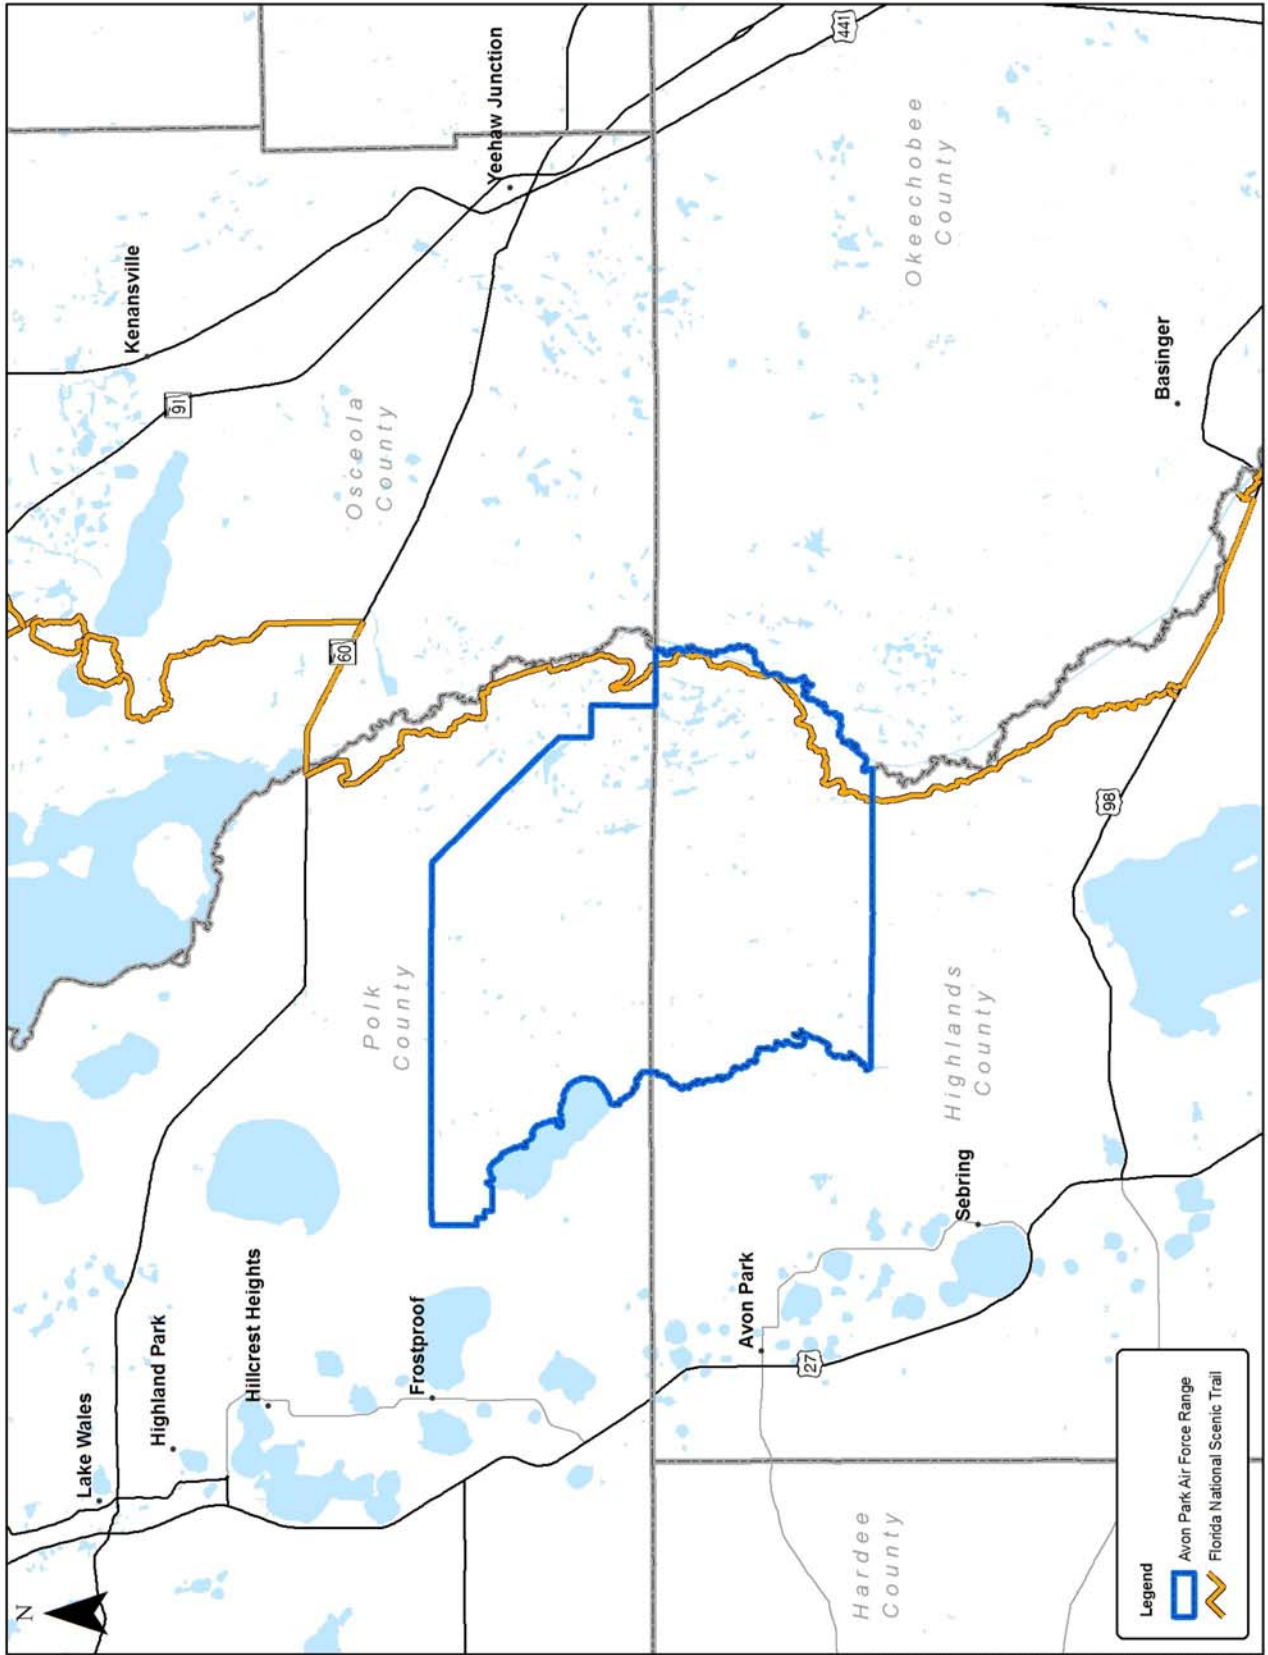 N
Lake Wales
Kenansville
Highland Park
91
Hillcrest Heights
60
Osceola
County
Polk
County
Frostproof
Yeehaw Junction
Avon Park
27
441
Hardee
County
Okeechobee
County
Highlands
County
Sebring
98
Basinger
Legend
Avon Park Air Force Range
Florida National Scenic Trail